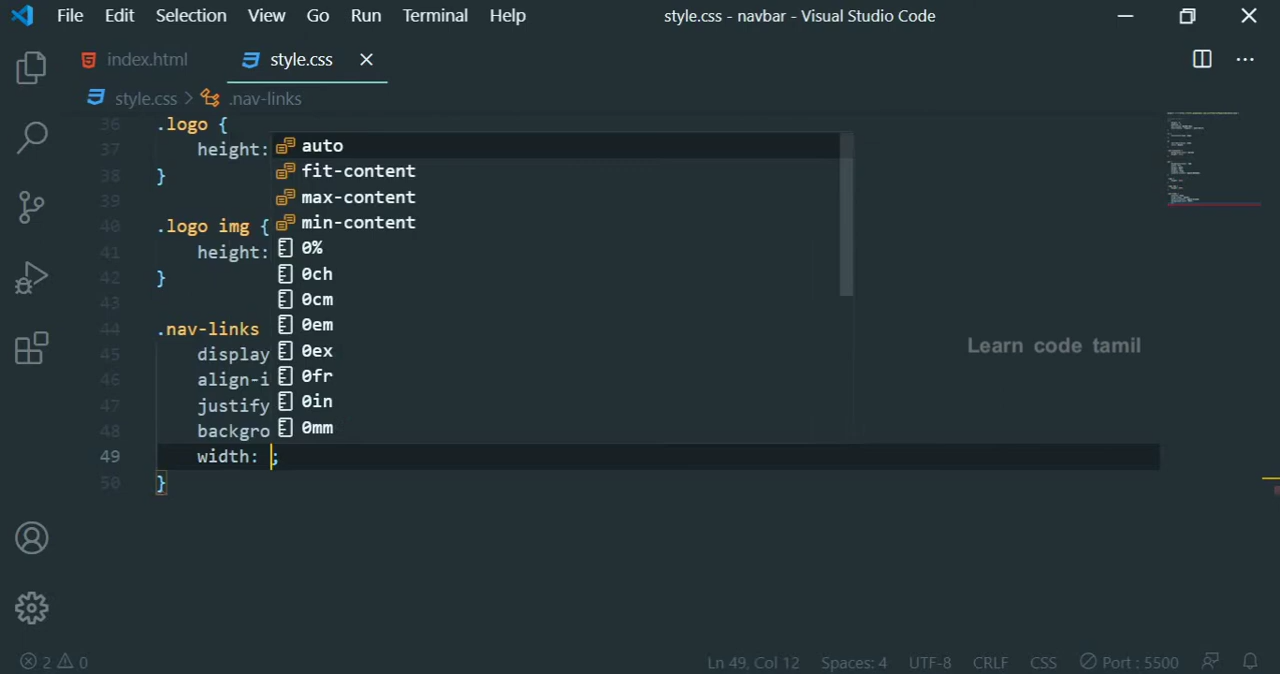 File Edit Selection View Go Run Terminal Help style.css - navbar - Visual Studio Code
index.html style.css
style.css > .nav-links
36 .logo {
37 height:
38 }
39
40 .logo img {
41 height:
42 }
43
44 .nav-links
45 display
46 align-i
47 justify
48 backgro
49 width: ;
50 }
auto
fit-content
max-content
min-content
0%
0ch
0cm
0em
0ex
0fr
0in
0mm
Learn code tamil
2 0 Ln 49, Col 12 Spaces: 4 UTF-8 CRLF CSS Port : 5500